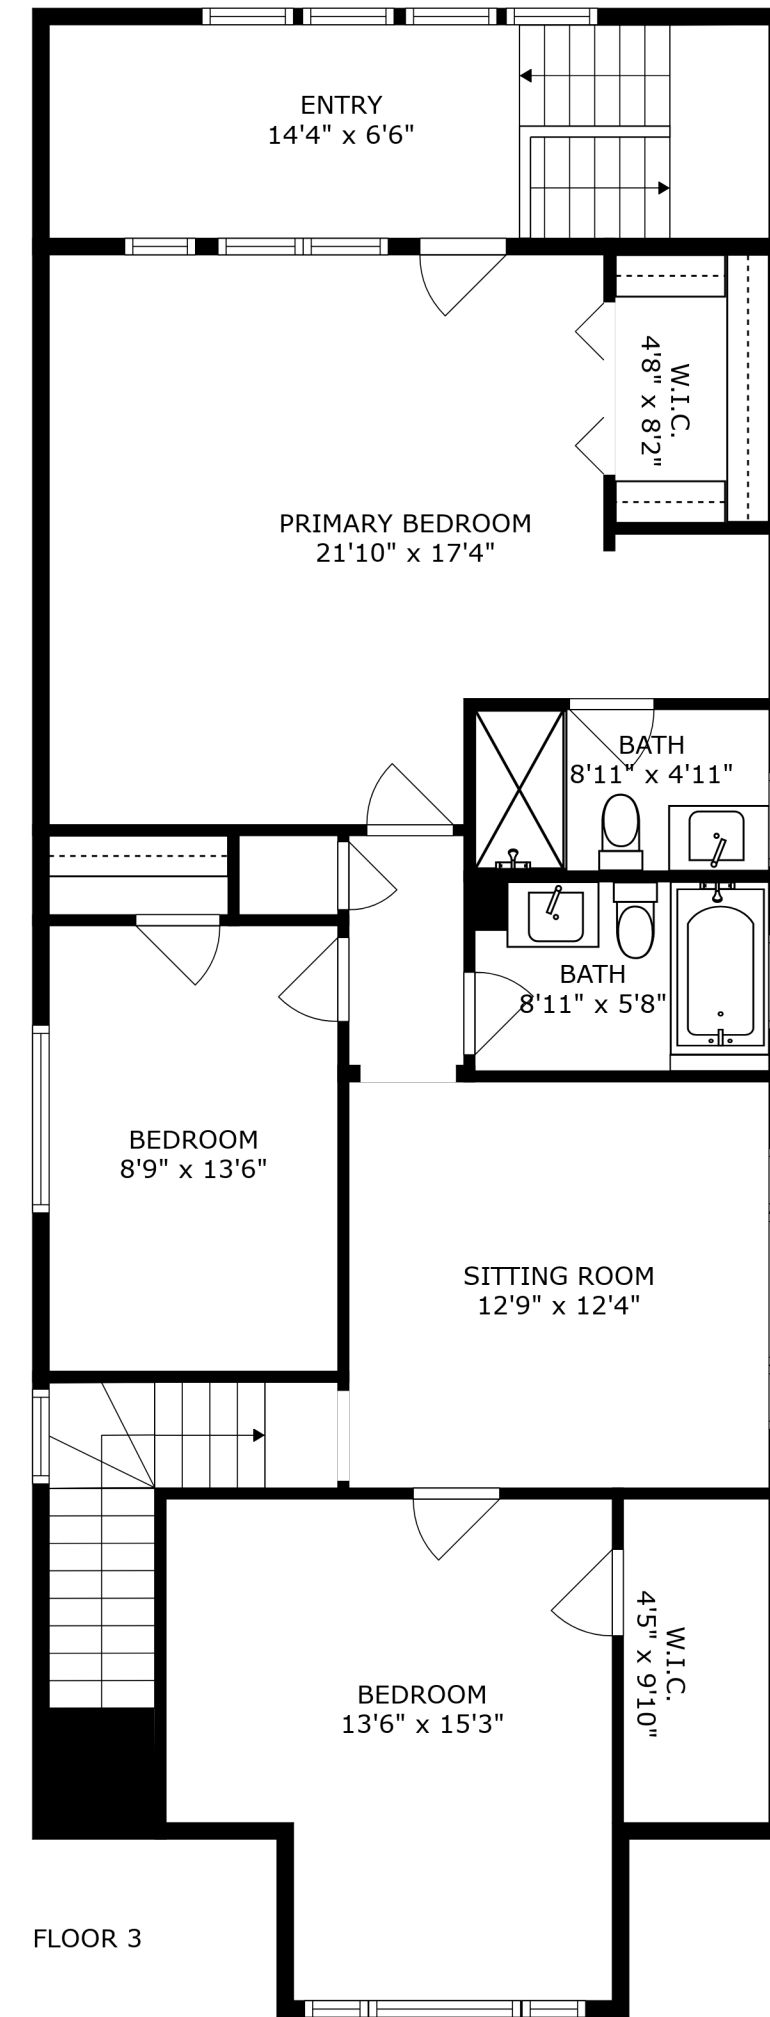 ENTRY
14'4" x 6'6"
W.I.C.
4'8" x 8'2"
PRIMARY BEDROOM
21'10" x 17'4"
BATH
8'11" x 4'11"
BATH
8'11" x 5'8"
BEDROOM
8'9" x 13'6"
SITTING ROOM
12'9" x 12'4"
W.I.C.
4'5" x 9'10"
BEDROOM
13'6" x 15'3"
FLOOR 3